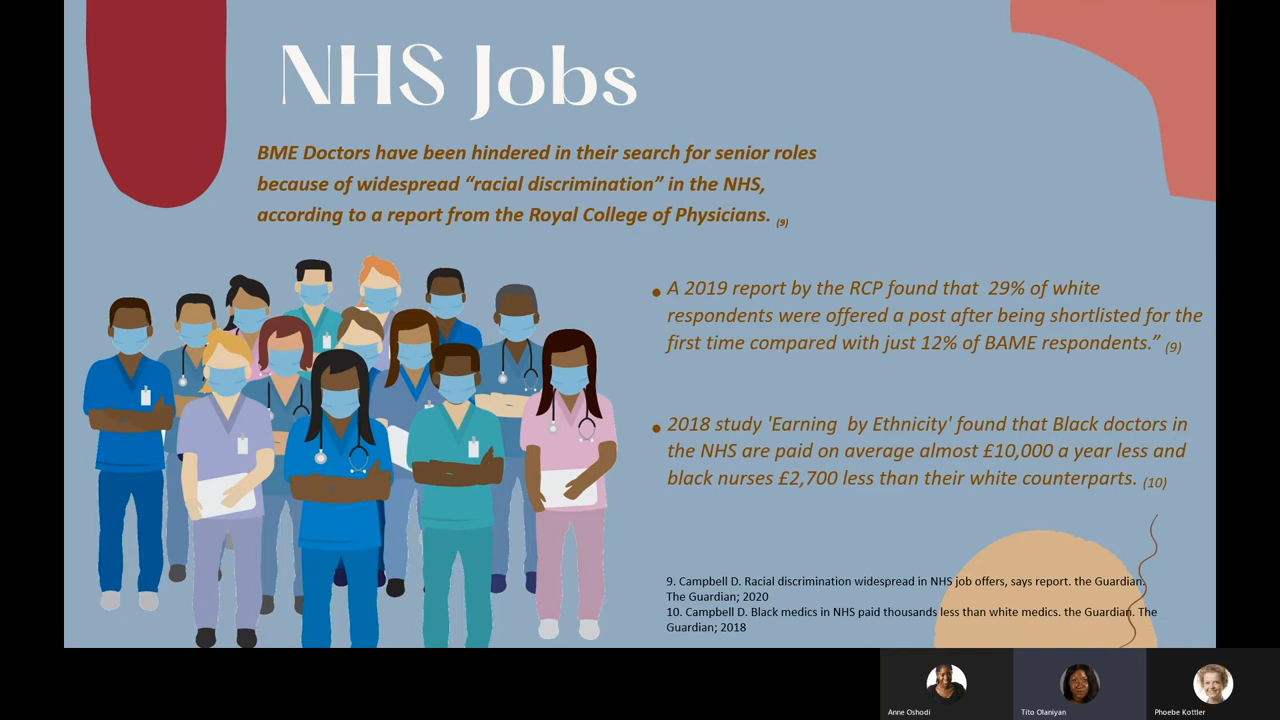 NHS Jobs
BME Doctors have been hindered in their search for senior roles
because of widespread “racial discrimination” in the NHS,
according to a report from the Royal College of Physicians. (9)
• A 2019 report by the RCP found that 29% of white
respondents were offered a post after being shortlisted for the
first time compared with just 12% of BAME respondents.” (9)
• 2018 study 'Earning by Ethnicity' found that Black doctors in
the NHS are paid on average almost £10,000 a year less and
black nurses £2,700 less than their white counterparts. (10)
9. Campbell D. Racial discrimination widespread in NHS job offers, says report. the Guardian.
The Guardian; 2020
10. Campbell D. Black medics in NHS paid thousands less than white medics. the Guardian. The
Guardian; 2018
Anne Oshodi
Tito Olaniyan
Phoebe Kottler